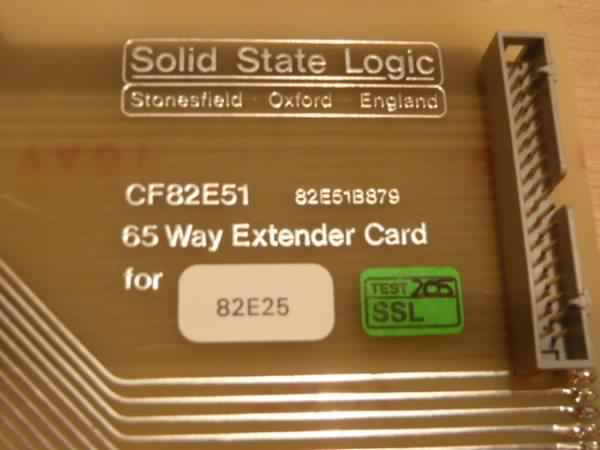 Solid State Logic
Stonesfield · Oxford · England
CF82E51 82E51B879
65 Way Extender Card
for 82E25
TEST 205
SSL